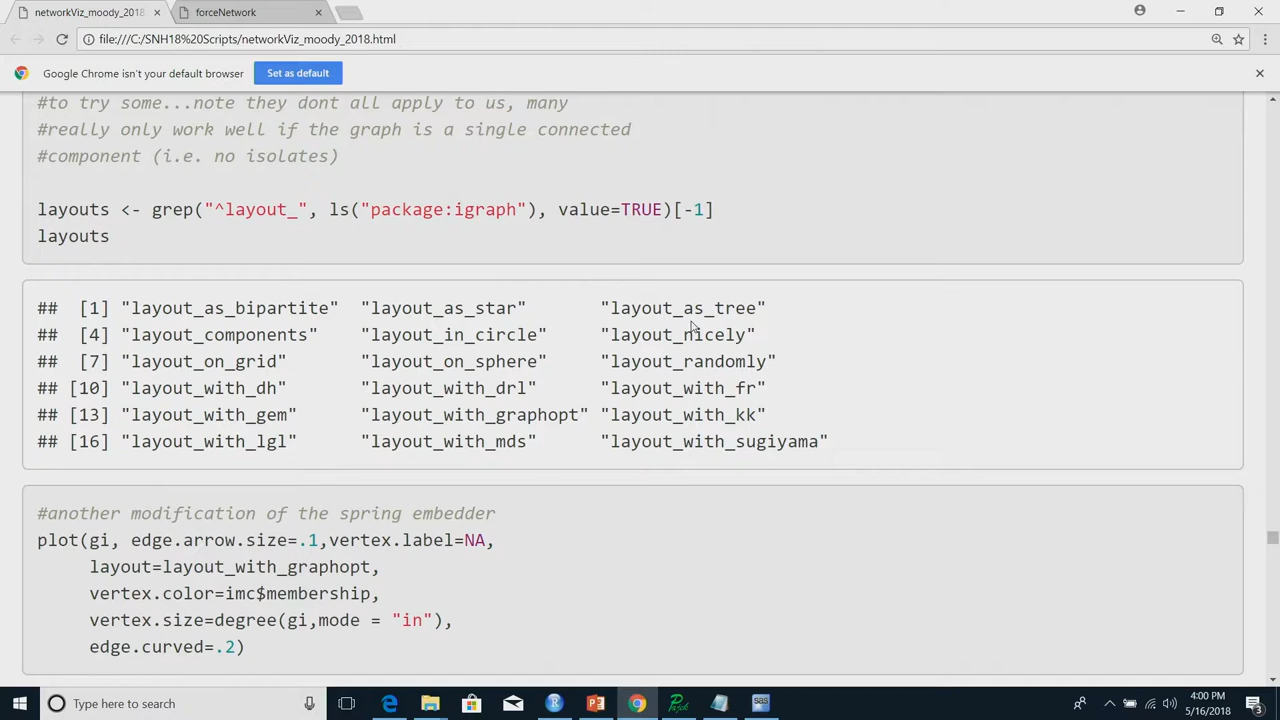 networkViz_moody_2018
forceNetwork
file:///C:/SNH18%20Scripts/networkViz_moody_2018.html
Google Chrome isn't your default browser
Set as default
#to try some...note they dont all apply to us, many
#really only work well if the graph is a single connected
#component (i.e. no isolates)
layouts <- grep("^layout_", ls("package:igraph"), value=TRUE)[-1]
layouts
## [1] "layout_as_bipartite" "layout_as_star" "layout_as_tree"
## [4] "layout_components" "layout_in_circle" "layout_nicely"
## [7] "layout_on_grid" "layout_on_sphere" "layout_randomly"
## [10] "layout_with_dh" "layout_with_drl" "layout_with_fr"
## [13] "layout_with_gem" "layout_with_graphopt" "layout_with_kk"
## [16] "layout_with_lgl" "layout_with_mds" "layout_with_sugiyama"
#another modification of the spring embedder
plot(gi, edge.arrow.size=.1,vertex.label=NA,
layout=layout_with_graphopt,
vertex.color=imc$membership,
vertex.size=degree(gi,mode = "in"),
edge.curved=.2)
Type here to search
4:00 PM
5/16/2018